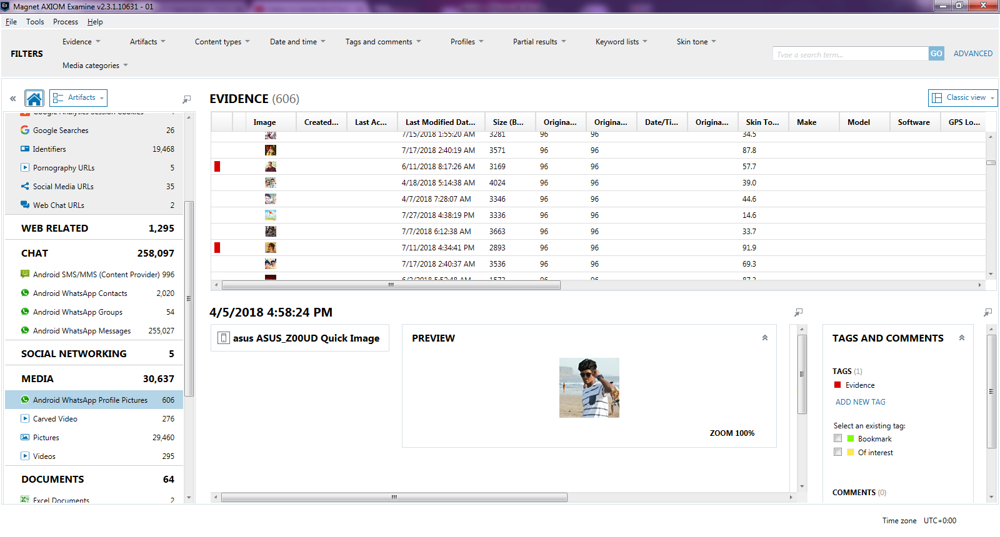 Magnet AXIOM Examine v2.3.1.10631 - 01
File Tools Process Help
FILTERS
Evidence Artifacts Content types Date and time Tags and comments Profiles Partial results Keyword lists Skin tone
Media categories
Type a search term... GO ADVANCED
Artifacts
Google Analytics Session Cookies
Google Searches 26
Identifiers 19,468
Pornography URLs 5
Social Media URLs 35
Web Chat URLs 2
WEB RELATED 1,295
CHAT 258,097
Android SMS/MMS (Content Provider) 996
Android WhatsApp Contacts 2,020
Android WhatsApp Groups 54
Android WhatsApp Messages 255,027
SOCIAL NETWORKING 5
MEDIA 30,637
Android WhatsApp Profile Pictures 606
Carved Video 276
Pictures 29,460
Videos 295
DOCUMENTS 64
Excel Documents 2
EVIDENCE (606)
Classic view
Image Created... Last Ac... Last Modified Dat... Size (B... Origina... Origina... Date/Ti... Origina... Skin To... Make Model Software GPS Lo...
7/15/2018 1:55:20 AM 3281 96 96 34.5
7/17/2018 2:40:19 AM 3571 96 96 87.8
6/11/2018 8:17:26 AM 3169 96 96 57.7
4/18/2018 5:14:38 AM 4024 96 96 39.0
4/7/2018 7:28:07 AM 3346 96 96 44.6
7/27/2018 4:38:19 PM 3336 96 96 14.6
7/7/2018 6:12:38 AM 3663 96 96 33.7
7/11/2018 4:34:41 PM 2893 96 96 91.9
7/17/2018 2:40:37 AM 3536 96 96 69.3
4/5/2018 4:58:24 PM
asus ASUS_Z00UD Quick Image
PREVIEW
ZOOM 100%
TAGS AND COMMENTS
TAGS (1)
Evidence
ADD NEW TAG
Select an existing tag:
Bookmark
Of interest
COMMENTS (0)
Time zone UTC+0:00